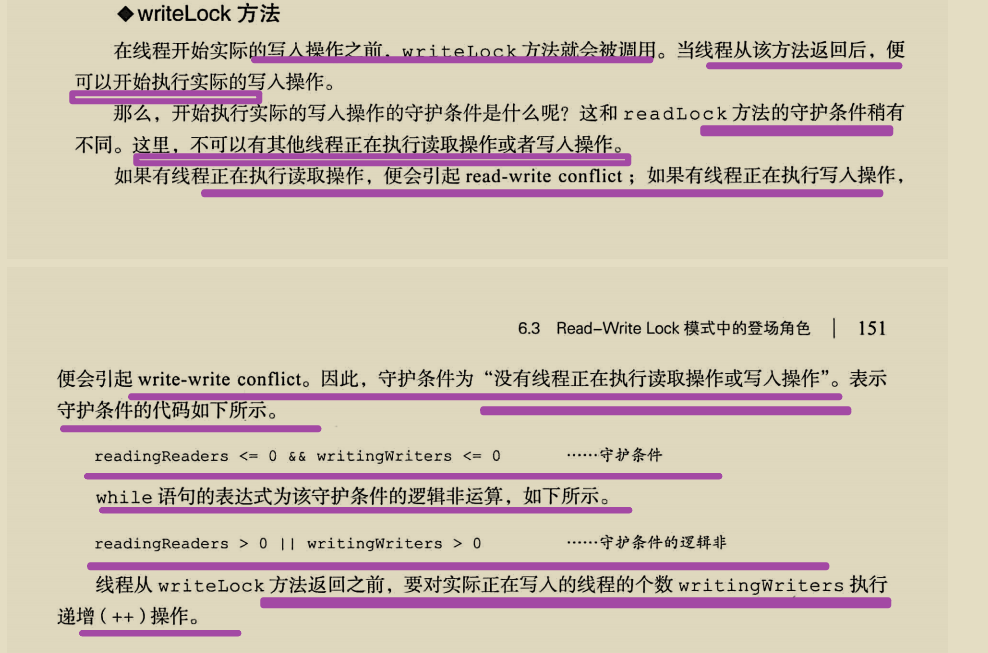 ◆writeLock 方法
在线程开始实际的写入操作之前，writeLock 方法就会被调用。当线程从该方法返回后，便
可以开始执行实际的写入操作。
那么，开始执行实际的写入操作的守护条件是什么呢？这和 readLock 方法的守护条件稍有
不同。这里，不可以有其他线程正在执行读取操作或者写入操作。
如果有线程正在执行读取操作，便会引起 read-write conflict；如果有线程正在执行写入操作，
6.3 Read–Write Lock 模式中的登场角色 | 151
便会引起 write-write conflict。因此，守护条件为“没有线程正在执行读取操作或写入操作”。表示
守护条件的代码如下所示。
readingReaders <= 0 && writingWriters <= 0 ……守护条件
while 语句的表达式为该守护条件的逻辑非运算，如下所示。
readingReaders > 0 || writingWriters > 0 ……守护条件的逻辑非
线程从 writeLock 方法返回之前，要对实际正在写入的线程的个数 writingWriters 执行
递增（++）操作。